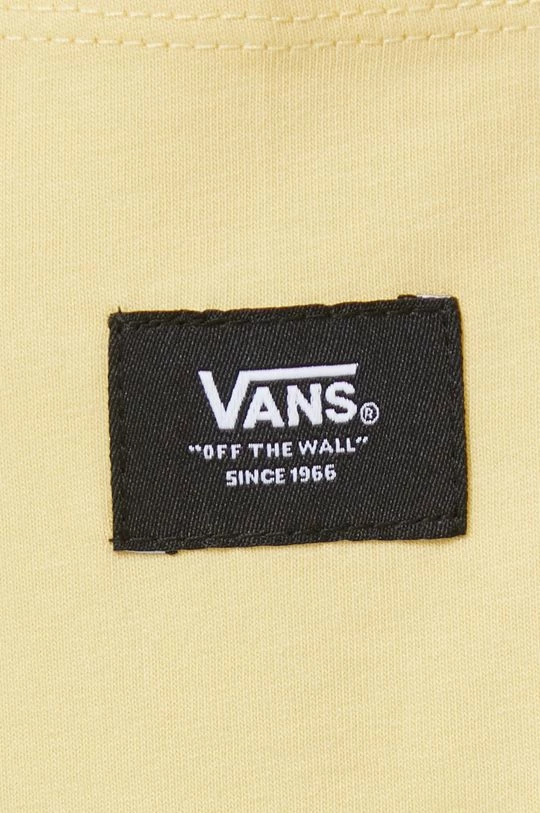 VANS®
"OFF THE WALL"
SINCE 1966